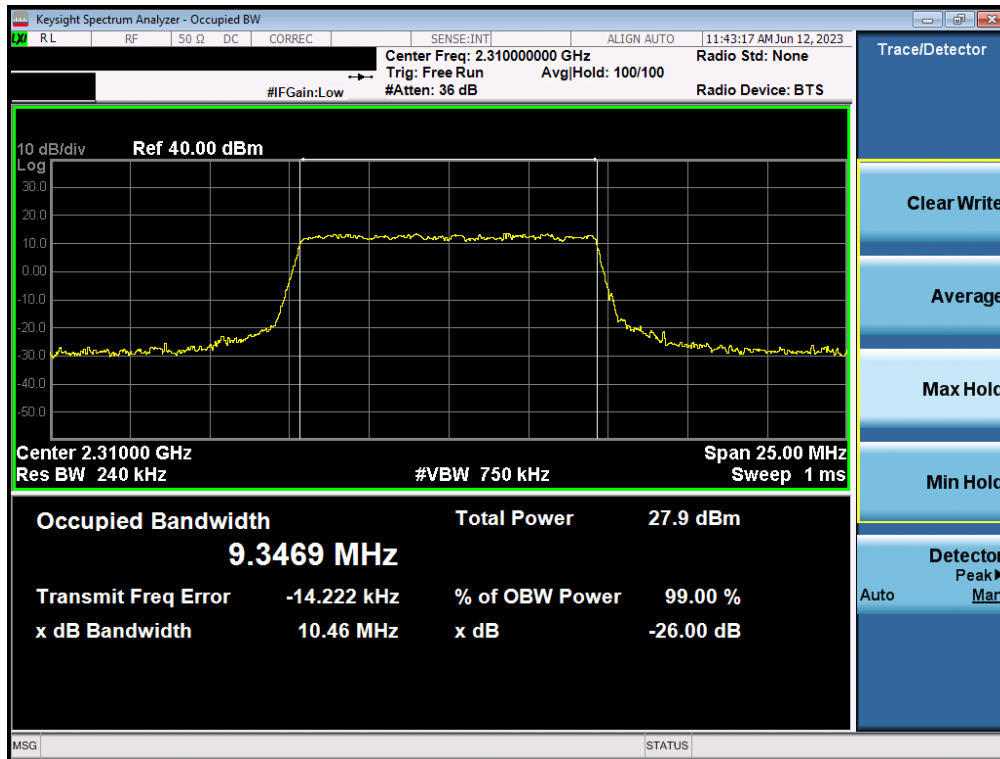 Keysight Spectrum Analyzer - Occupied BW
LXI RL RF 50 Ω DC CORREC SENSE:INT ALIGN AUTO 11:43:17 AM Jun 12, 2023
Center Freq: 2.310000000 GHz Radio Std: None
Trig: Free Run Avg|Hold: 100/100
#IFGain:Low #Atten: 36 dB Radio Device: BTS
10 dB/div Ref 40.00 dBm
Log
30.0
20.0
10.0
0.00
-10.0
-20.0
-30.0
-40.0
-50.0
Center 2.31000 GHz Span 25.00 MHz
Res BW 240 kHz #VBW 750 kHz Sweep 1 ms
Occupied Bandwidth Total Power 27.9 dBm
9.3469 MHz
Transmit Freq Error -14.222 kHz % of OBW Power 99.00 %
x dB Bandwidth 10.46 MHz x dB -26.00 dB
MSG STATUS
Trace/Detector
Clear Write
Average
Max Hold
Min Hold
Detector
Peak
Auto Man